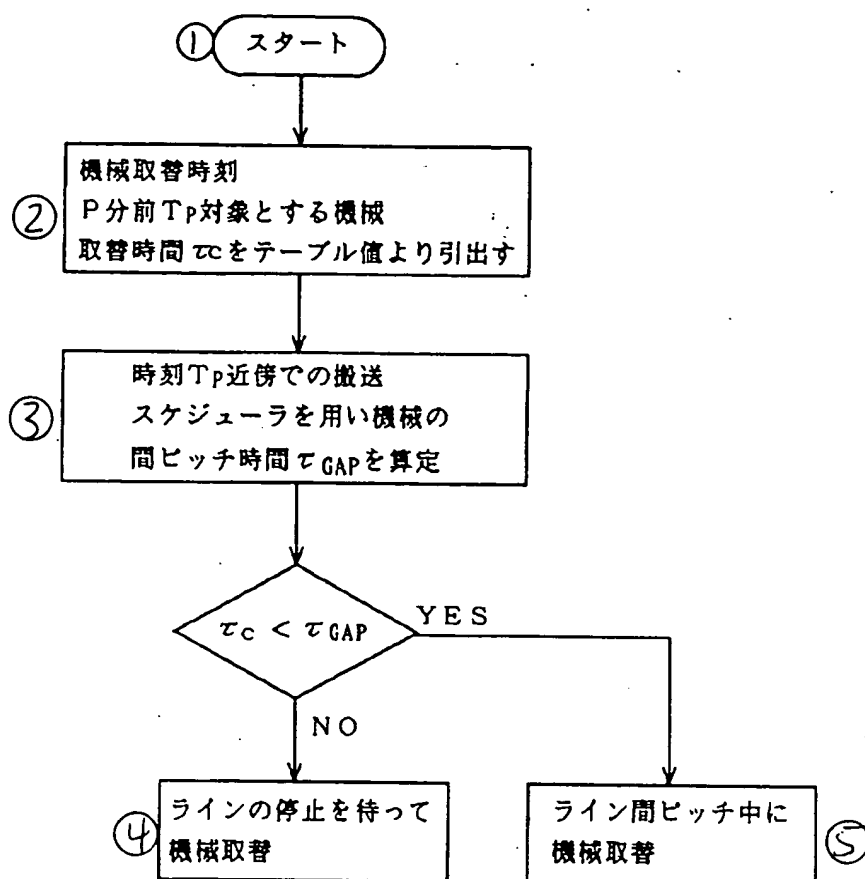 ① スタート
機械取替時刻
② P分前TP対象とする機械
取替時間τCをテーブル値より引出す
時刻TP近傍での搬送
③ スケジューラを用い機械の
間ピッチ時間τGAPを算定
τC < τGAP
YES
NO
④ ラインの停止を待って
機械取替
ライン間ピッチ中に
機械取替 ⑤